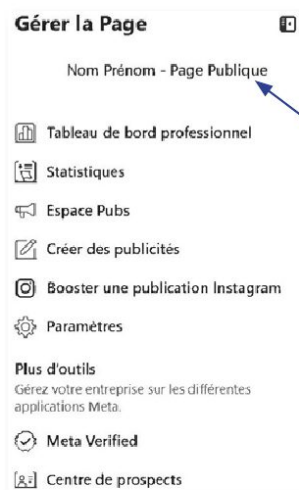 Gérer la Page
Nom Prénom - Page Publique
Tableau de bord professionnel
Statistiques
Espace Pubs
Créer des publicités
Booster une publication Instagram
Paramètres
Plus d'outils
Gérez votre entreprise sur les différentes
applications Meta.
Meta Verified
Centre de prospects